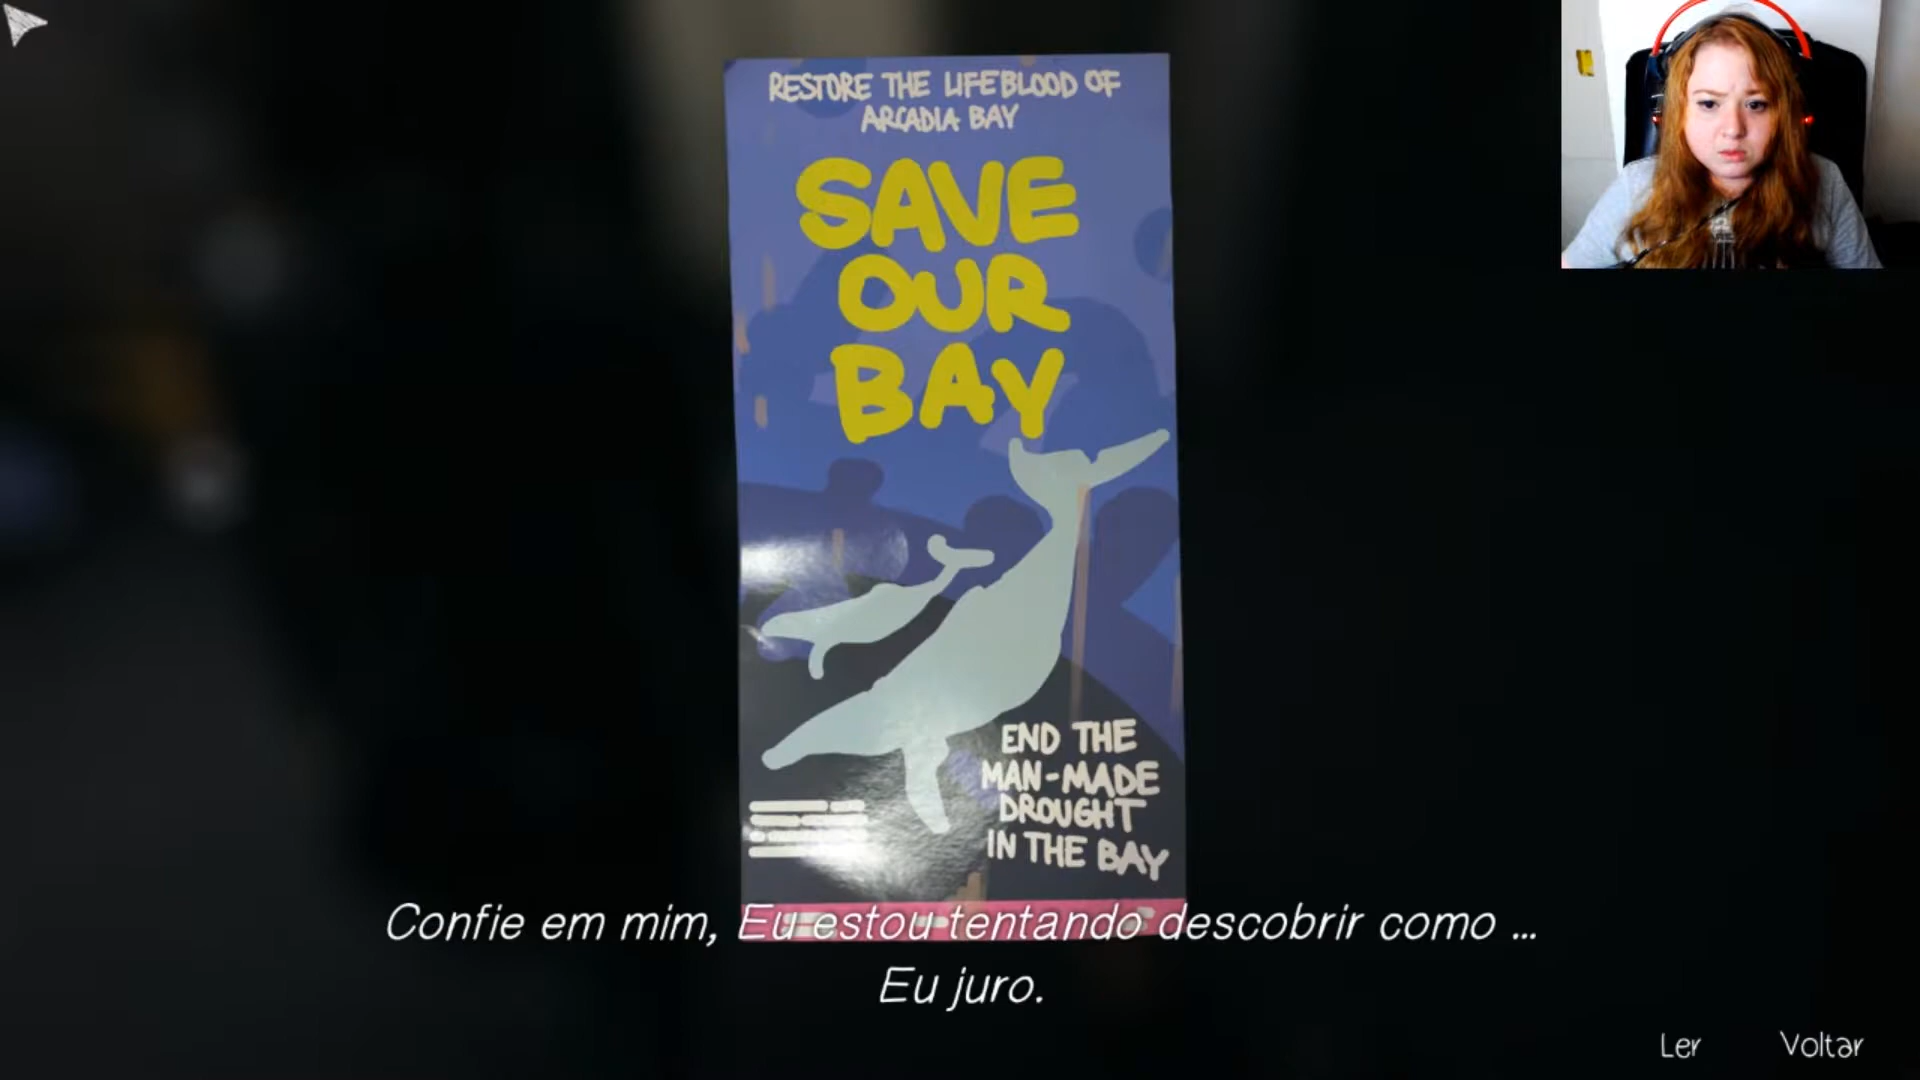 RESTORE THE LIFEBLOOD OF
ARCADIA BAY
SAVE
OUR
BAY
END THE
MAN-MADE
DROUGHT
IN THE BAY
Confie em mim, Eu estou tentando descobrir como ...
Eu juro.
Ler Voltar